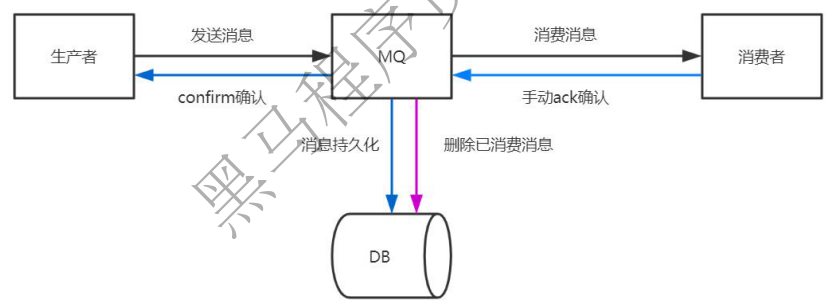 生产者
发送消息
MQ
消费消息
消费者
confirm确认
手动ack确认
消息持久化
删除已消费消息
DB
黑马程序